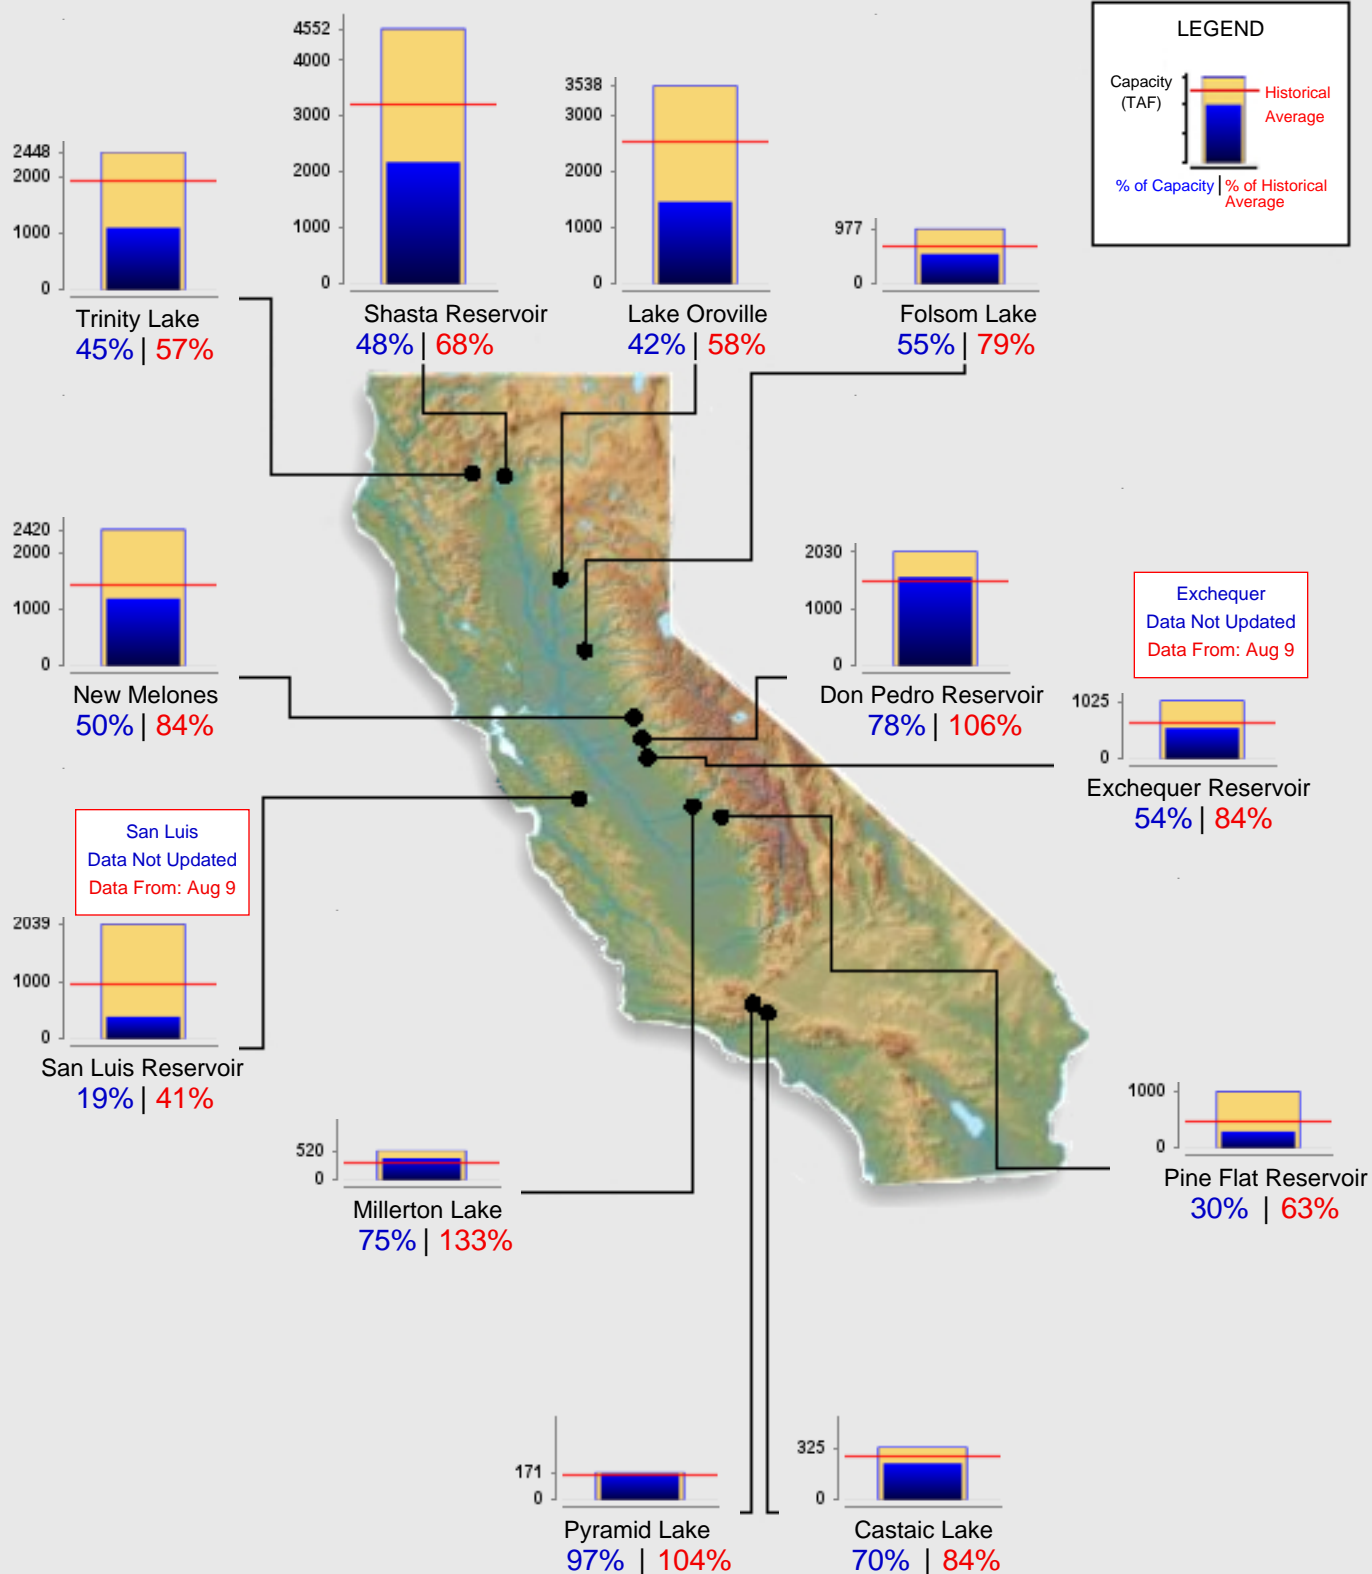 LEGEND
Capacity
(TAF)
Historical
Average
% of Capacity | % of Historical
Average
4552
4000
3000
2000
1000
0
Shasta Reservoir
48% | 68%
3538
3000
2000
1000
0
Lake Oroville
42% | 58%
2448
2000
1000
0
Trinity Lake
45% | 57%
977
0
Folsom Lake
55% | 79%
2420
2000
1000
0
New Melones
50% | 84%
2030
1000
0
Don Pedro Reservoir
78% | 106%
Exchequer
Data Not Updated
Data From: Aug 9
1025
0
Exchequer Reservoir
54% | 84%
San Luis
Data Not Updated
Data From: Aug 9
2039
1000
0
San Luis Reservoir
19% | 41%
520
0
Millerton Lake
75% | 133%
1000
0
Pine Flat Reservoir
30% | 63%
171
0
Pyramid Lake
97% | 104%
325
0
Castaic Lake
70% | 84%